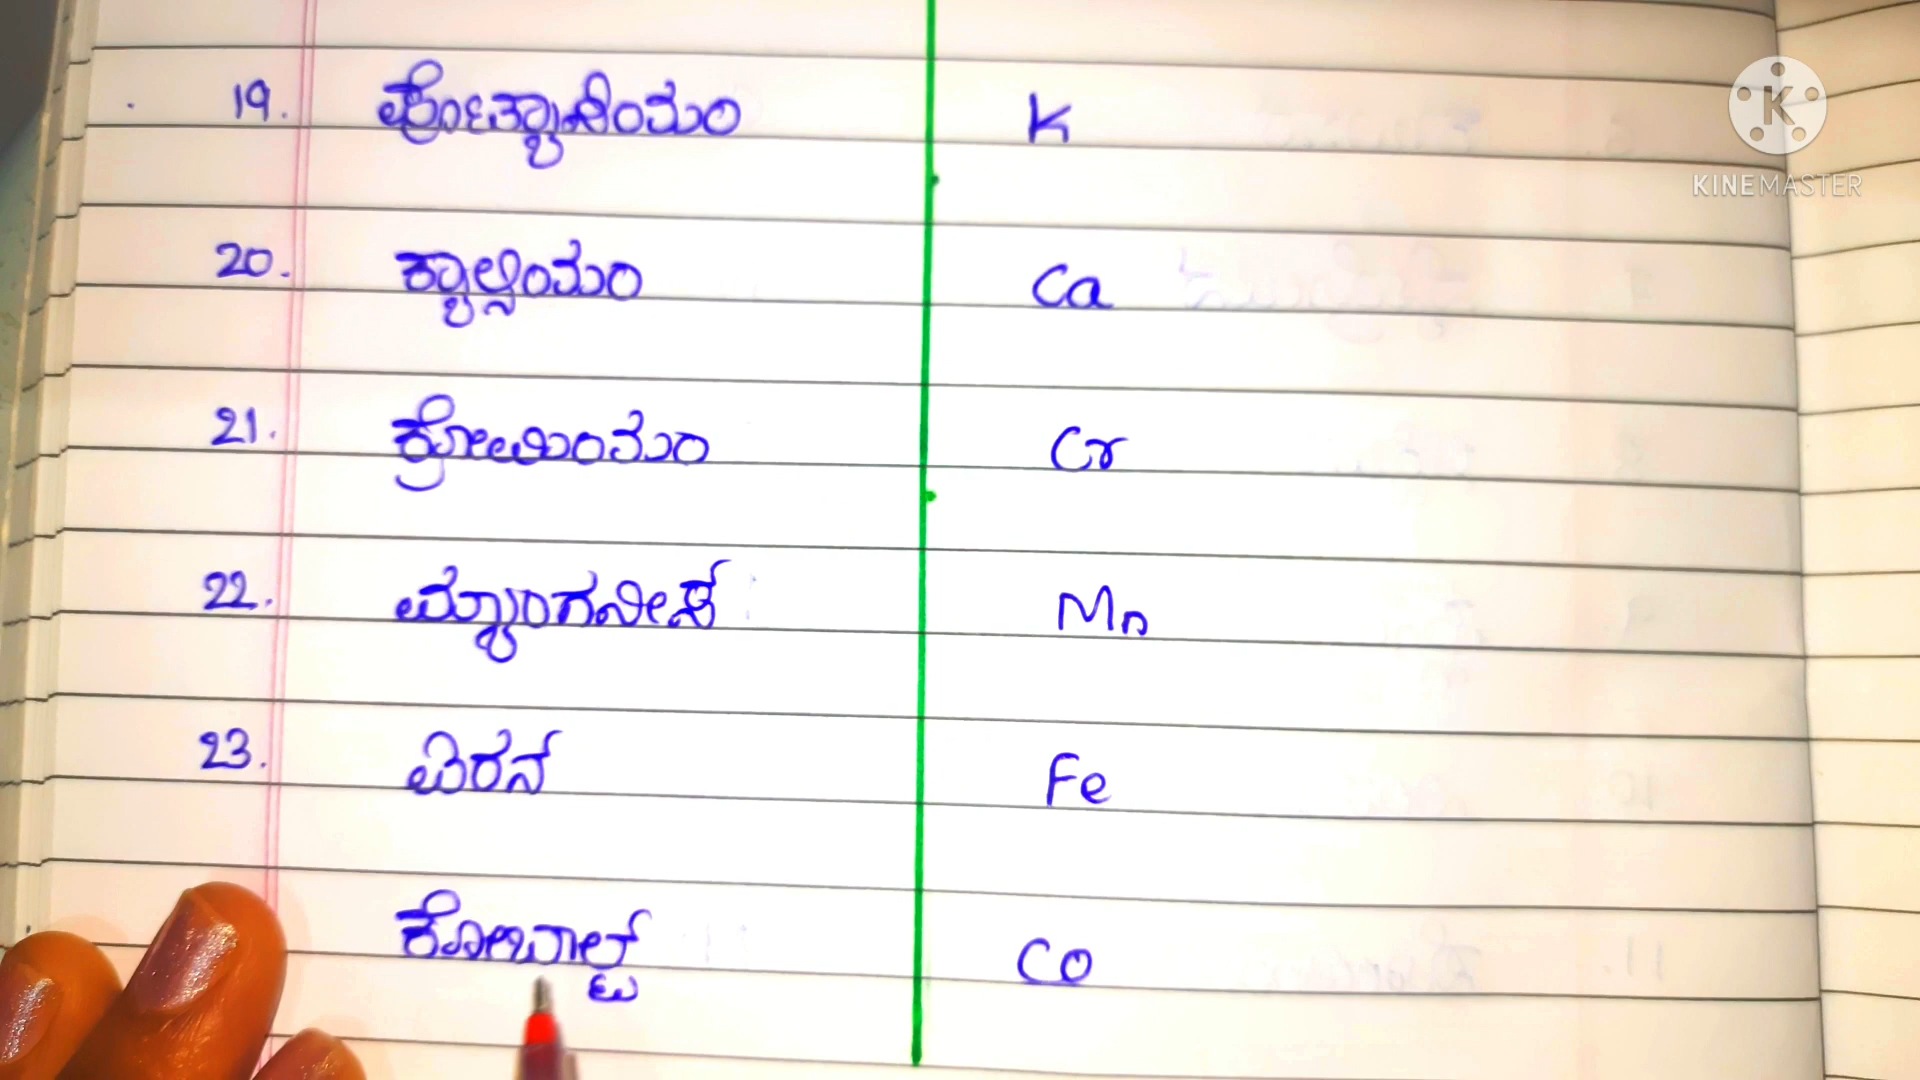 19. ಪೋಟ್ಯಾಸಿಯಂ K
20. ಕ್ಯಾಲ್ಸಿಯಂ Ca
21. ಕ್ರೋಮಿಯಂ Cr
22. ಮ್ಯಾಂಗನೀಸ್ Mn
23. ಐರನ್ Fe
ಕೋಬಾಲ್ಟ್ Co
KINEMASTER